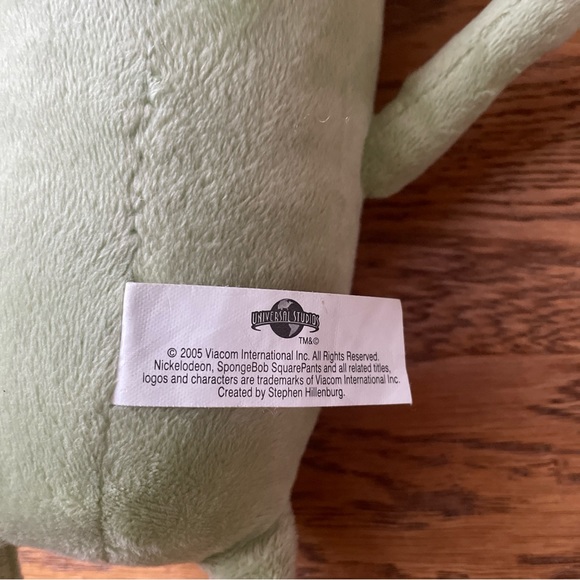 UNIVERSAL STUDIOS
TM&©
© 2005 Viacom International Inc. All Rights Reserved.
Nickelodeon, SpongeBob SquarePants and all related titles,
logos and characters are trademarks of Viacom International Inc.
Created by Stephen Hillenburg.